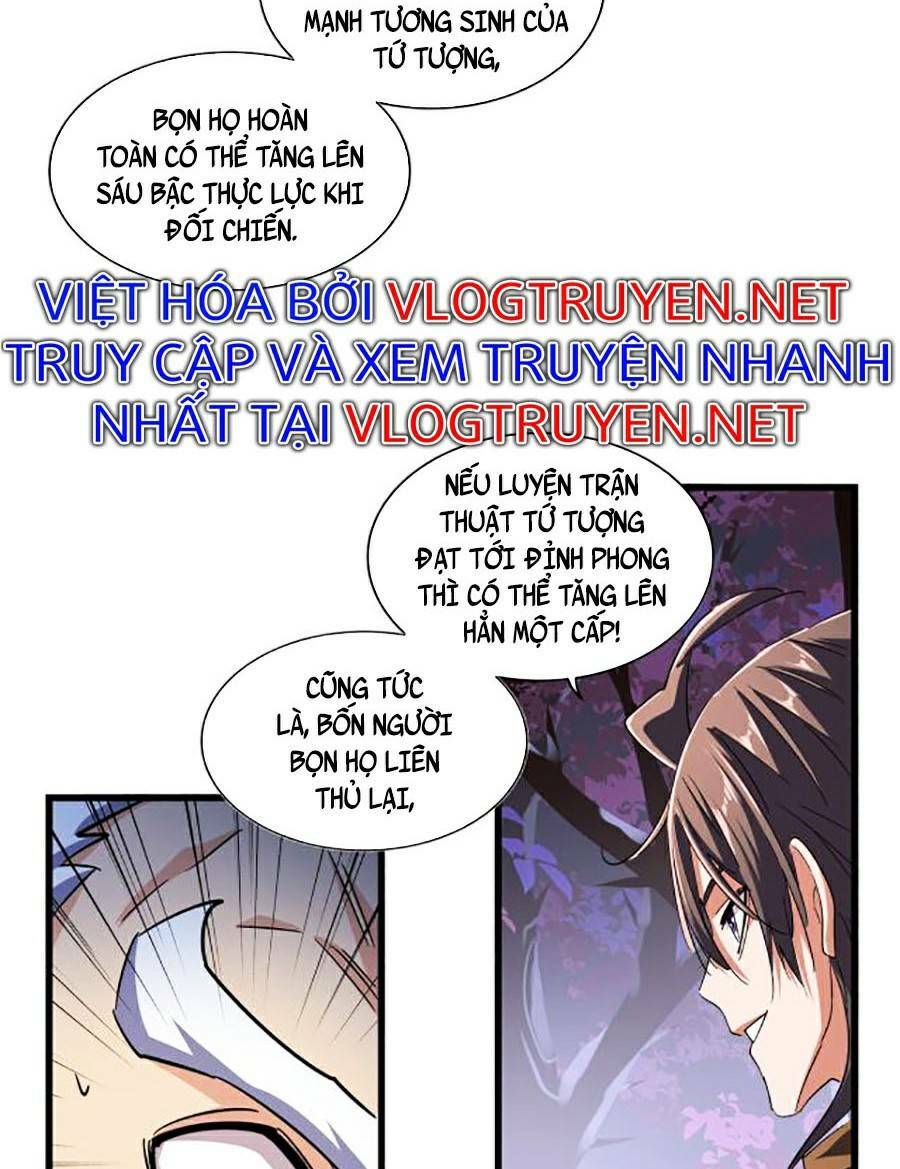 MẠNH TƯƠNG SINH CỦA
TỨ TƯỢNG,
BỌN HỌ HOÀN
TOÀN CÓ THỂ TĂNG LÊN
SÁU BẬC THỰC LỰC KHI
ĐỐI CHIẾN.
VIỆT HÓA BỞI VLOGTRUYEN.NET
TRUY CẬP VÀ XEM TRUYỆN NHANH
NHẤT TẠI VLOGTRUYEN.NET
NẾU LUYỆN TRẬN
THUẬT TỨ TƯỢNG
ĐẠT TỚI ĐỈNH PHONG
THÌ CÓ THỂ TĂNG LÊN
HẲN MỘT CẤP!
CŨNG TỨC
LÀ, BỐN NGƯỜI
BỌN HỌ LIÊN
THỦ LẠI,